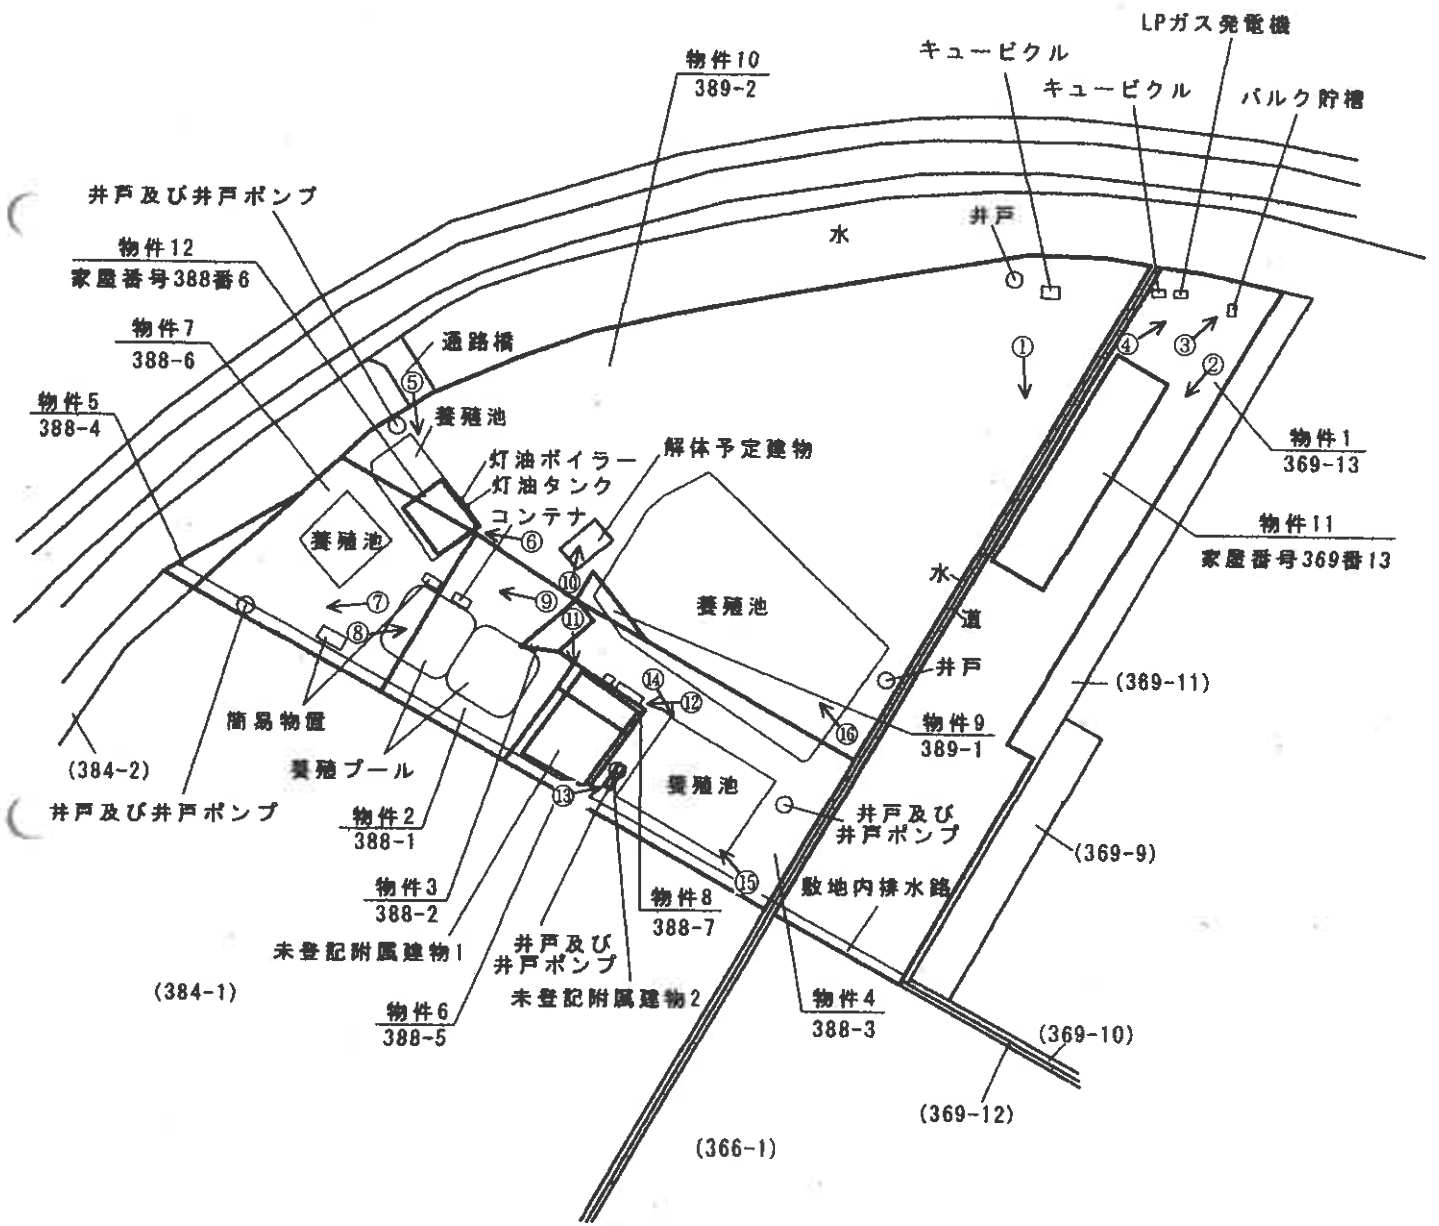 LPガス発電機
キュービクル
物件10
389-2
キュービクル
バルク貯槽
井戸及び井戸ポンプ
井戸
水
物件12
家屋番号388番6
物件7
388-6
通路橋
①
④
③
②
⑤
物件5
388-4
養殖池
物件1
369-13
灯油ボイラー
解体予定建物
灯油タンク
コンテナ
物件11
家屋番号369番13
養殖池
⑥
⑩
水
⑦
⑨
養殖池
道
⑧
⑪
井戸
(369-11)
⑭
⑫
簡易物置
⑯
物件9
389-1
(384-2)
養殖プール
養殖池
⑬
井戸及び井戸ポンプ
物件2
388-1
井戸及び
井戸ポンプ
(369-9)
⑮
物件3
388-2
物件8
388-7
敷地内排水路
未登記附属建物1
井戸及び
井戸ポンプ
(384-1)
未登記附属建物2
物件6
388-5
物件4
388-3
(369-10)
(369-12)
(366-1)